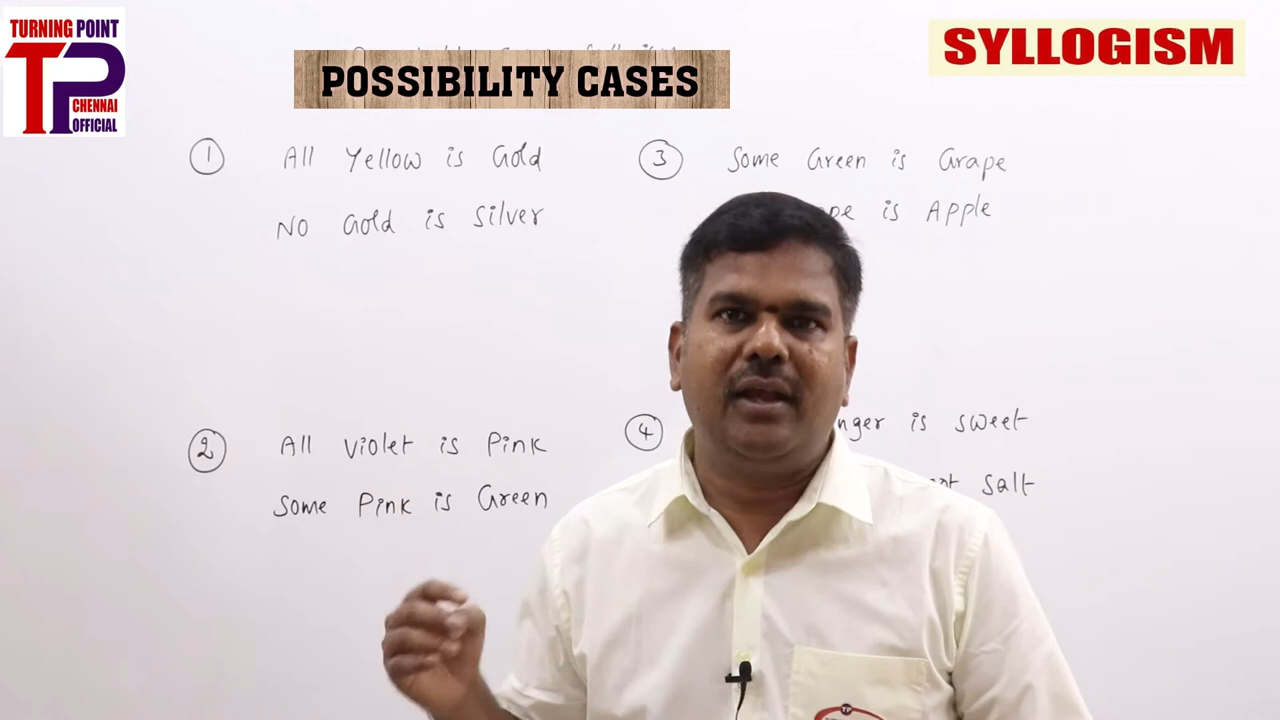 TURNING POINT
TP
CHENNAI
OFFICIAL
SYLLOGISM
POSSIBILITY CASES
1 All Yellow is Gold
No Gold is Silver
2 All Violet is Pink
Some Pink is Green
3 Some Green is Grape
is Apple
4 is sweet
salt
TP